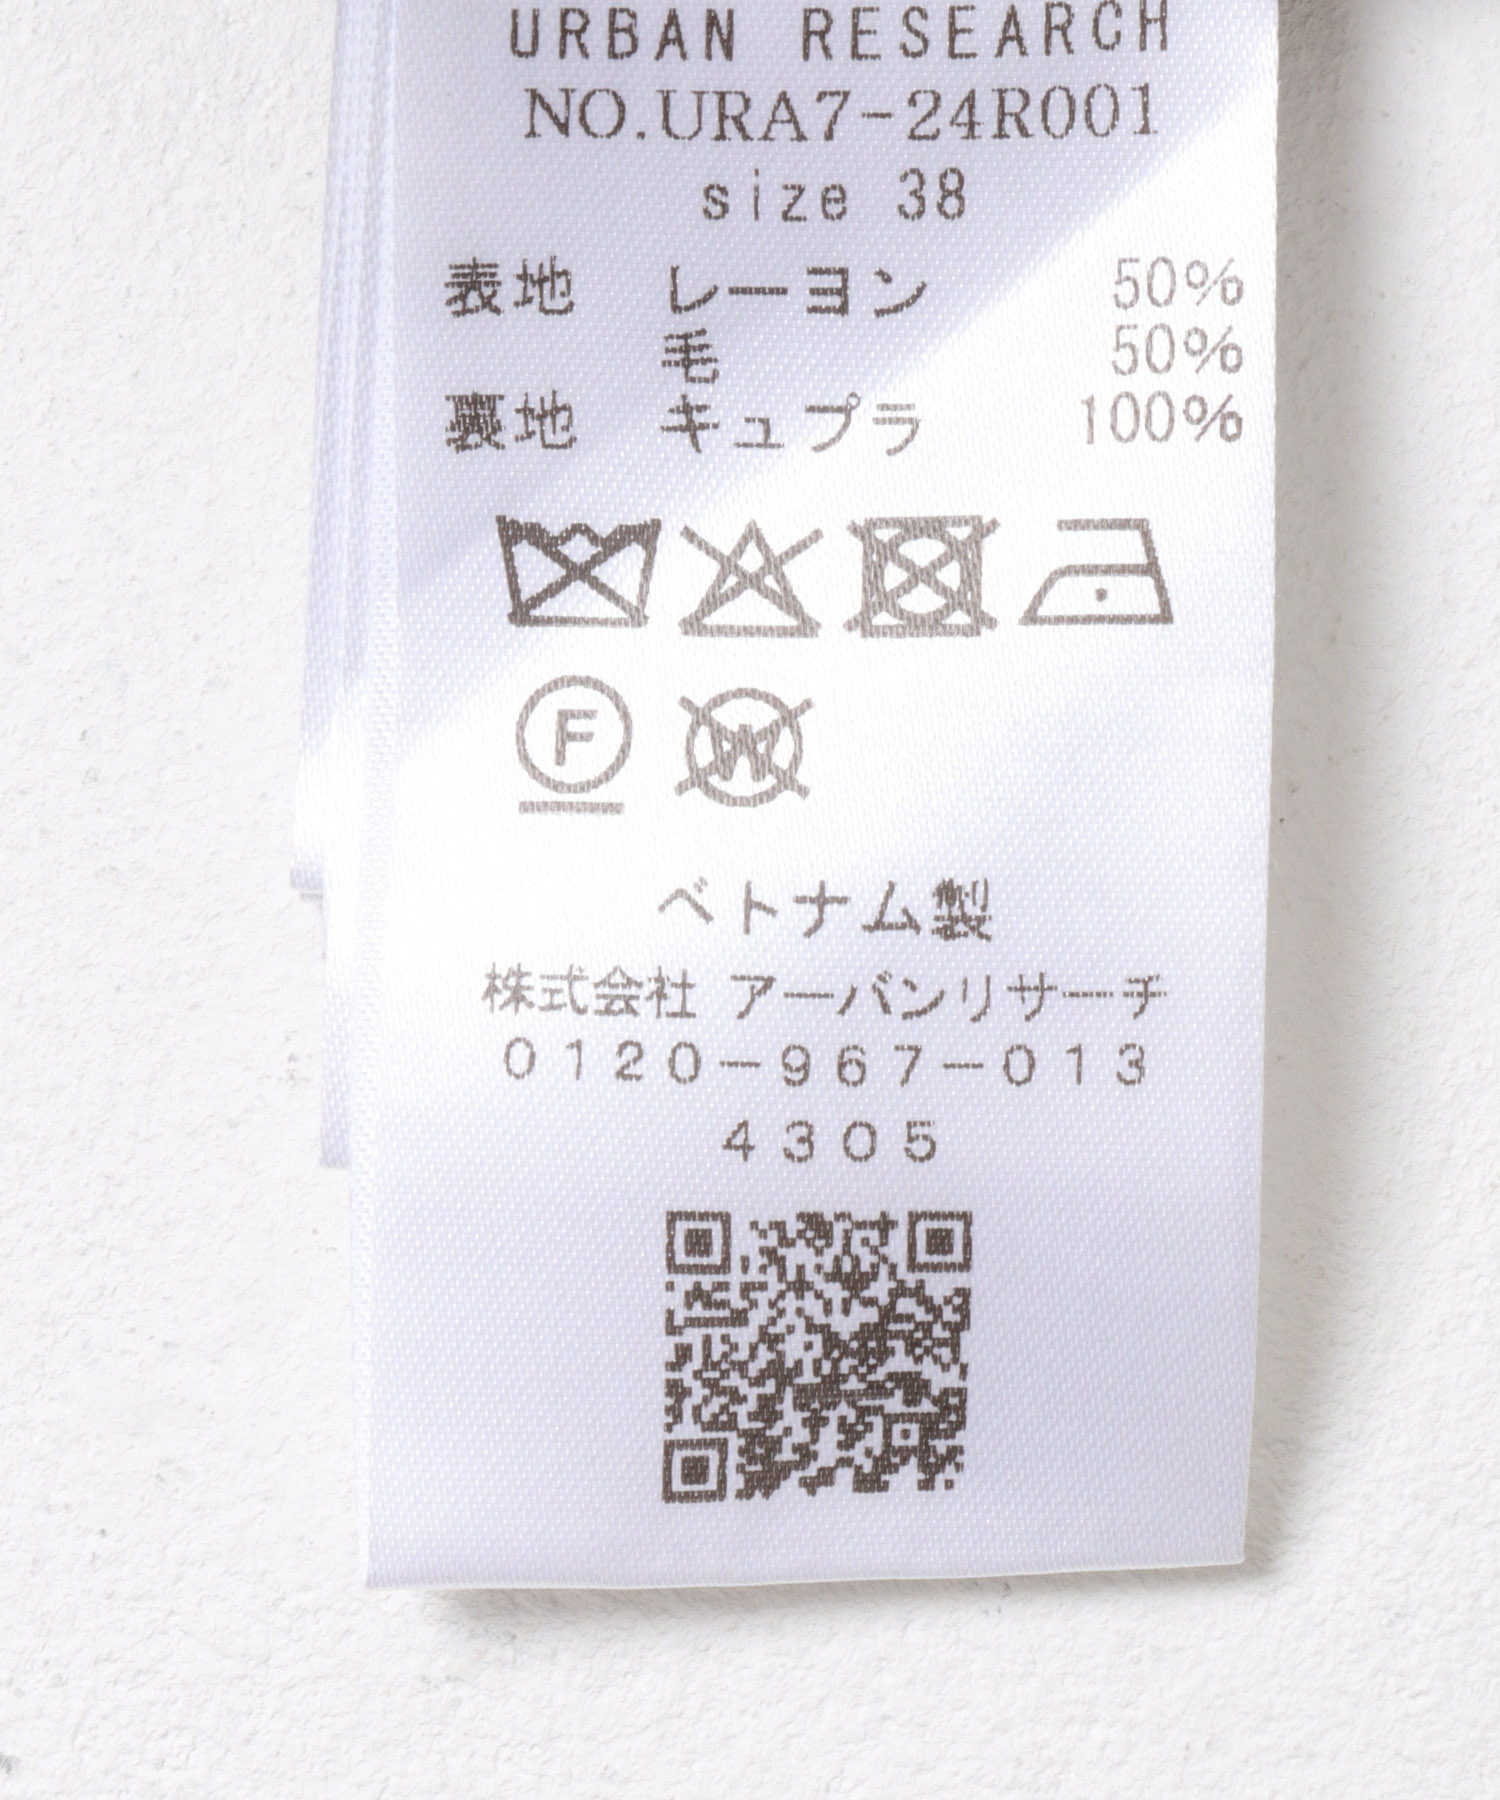 URBAN RESEARCH
NO.URA7-24R001
size 38
表地 レーヨン 50%
毛 50%
裏地 キュプラ 100%
F
W
ベトナム製
株式会社 アーバンリサーチ
0120-967-013
4305